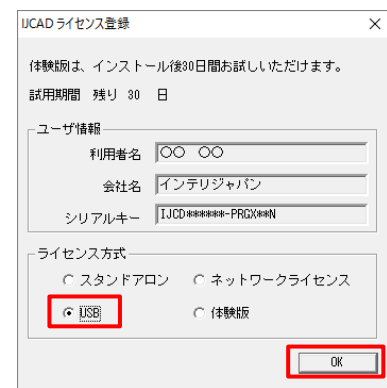 IJCAD ライセンス登録
体験版は、インストール後30日間お試しいただけます。
試用期間 残り 30 日
ユーザ情報
利用者名 〇〇 〇〇
会社名 インテリジャパン
シリアルキー IJCD******-PRGX**N
ライセンス方式
スタンドアロン ネットワークライセンス
USB 体験版
OK